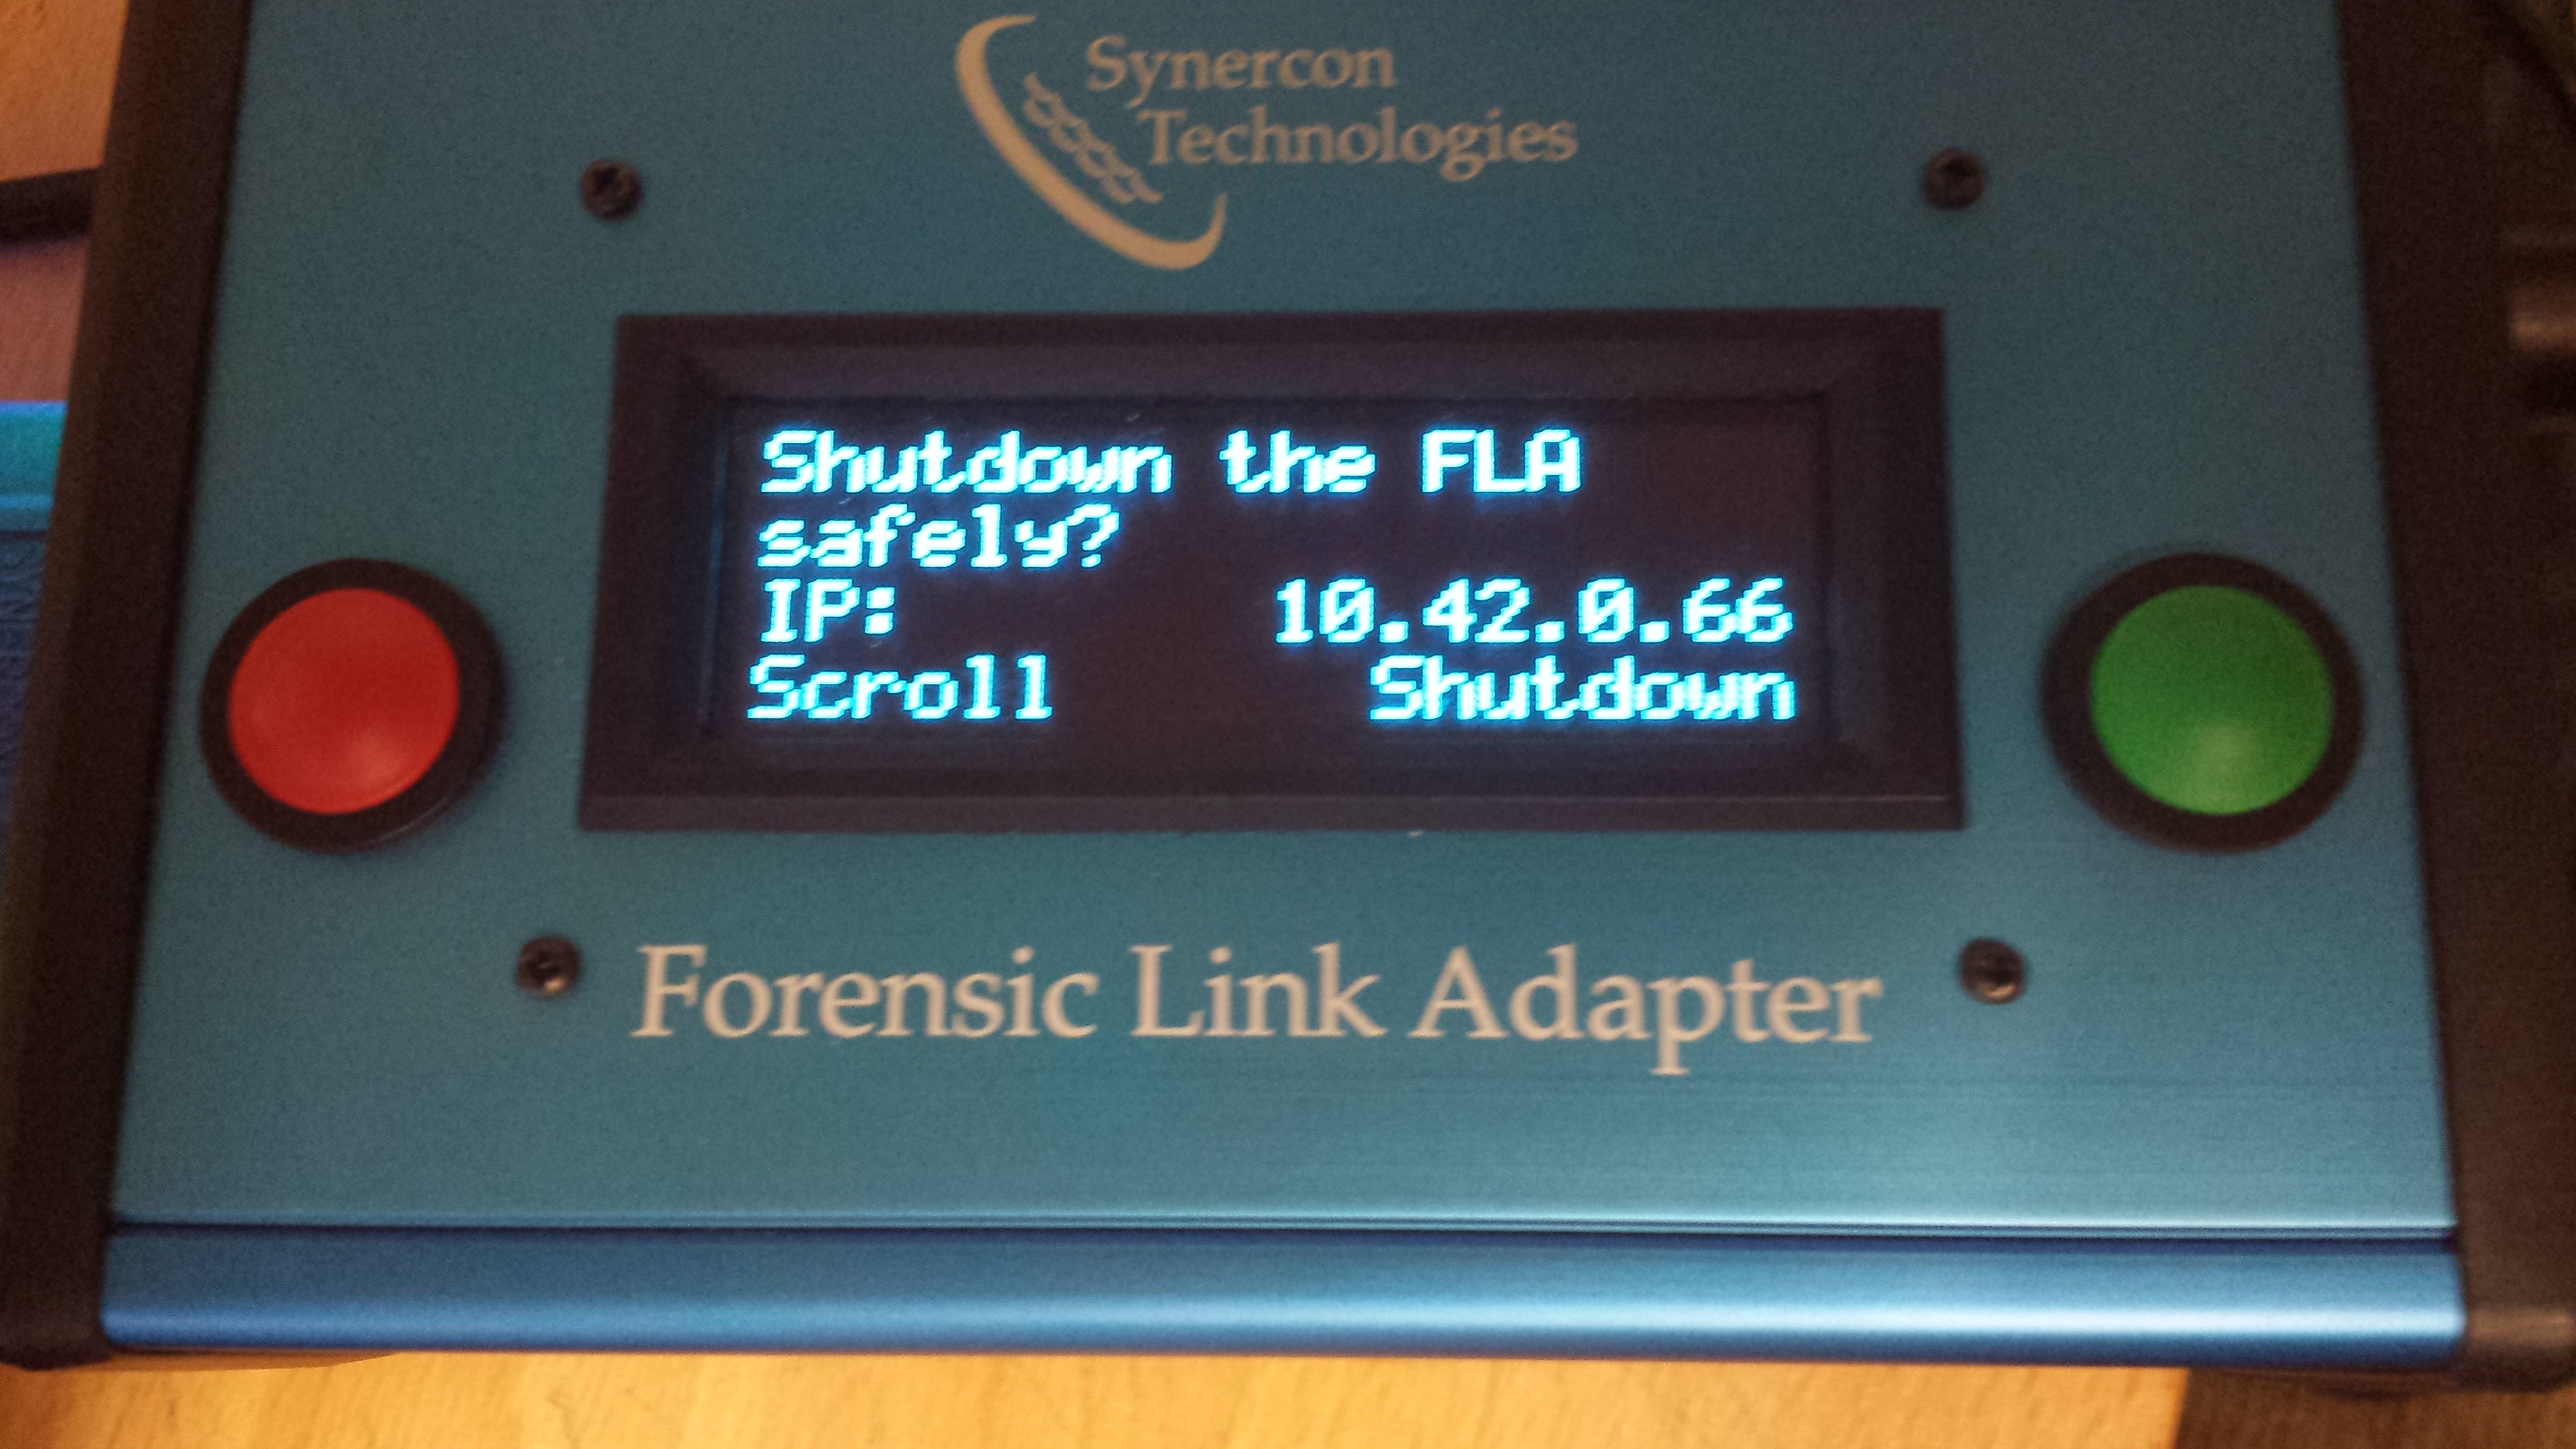 Synercon
Technologies
Shutdown the FLA
safely?
IP: 10.42.0.66
Scroll Shutdown
Forensic Link Adapter